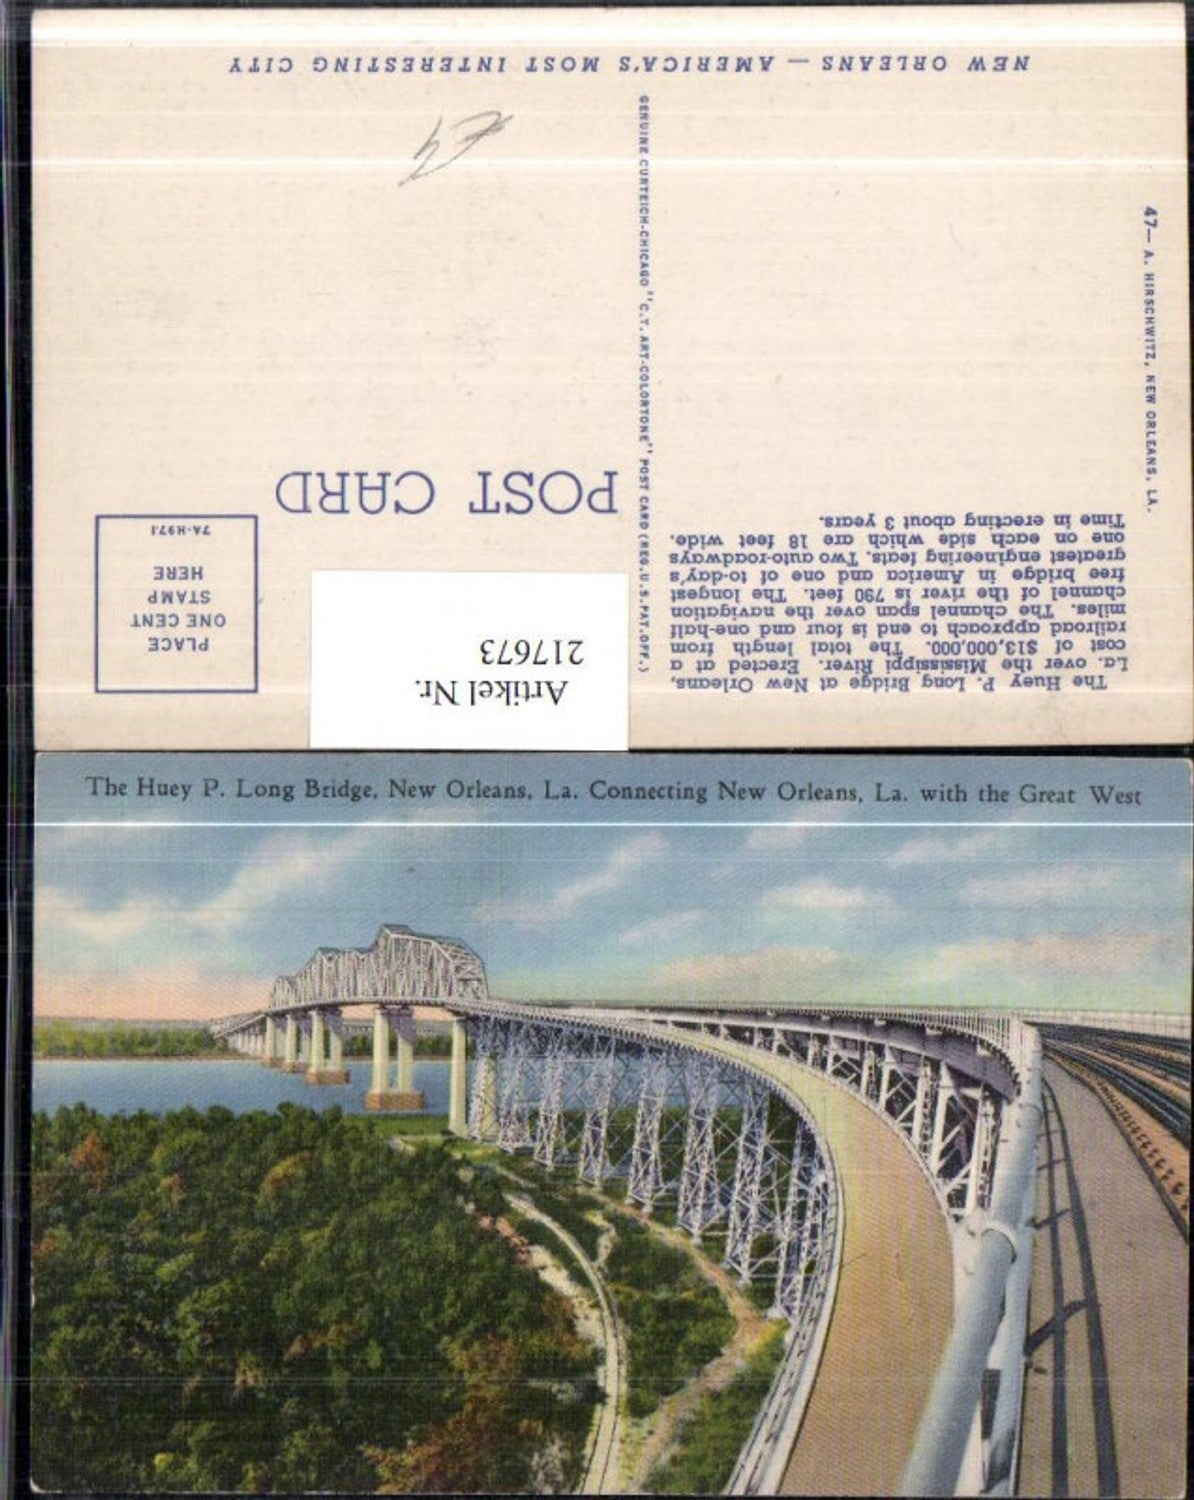 NEW ORLEANS — AMERICA'S MOST INTERESTING CITY
47— A. HIRSCHWITZ, NEW ORLEANS, LA.
The Huey P. Long Bridge at New Orleans,
La. over the Mississippi River. Erected at a
cost of $13,000,000. The total length from
railroad approach to end is four and one-half
miles. The channel span over the navigation
channel of the river is 790 feet. The longest
free bridge in America and one of to-day's
greatest engineering feats. Two auto-roadways
one on each side which are 18 feet wide.
Time in erecting about 3 years.
GENUINE CURTEICH-CHICAGO "C.T. ART-COLORTONE" POST CARD (REG. U.S. PAT. OFF.)
POST CARD
PLACE
ONE CENT
STAMP
HERE
7A-H971
Artikel Nr.
217673
The Huey P. Long Bridge, New Orleans, La. Connecting New Orleans, La. with the Great West